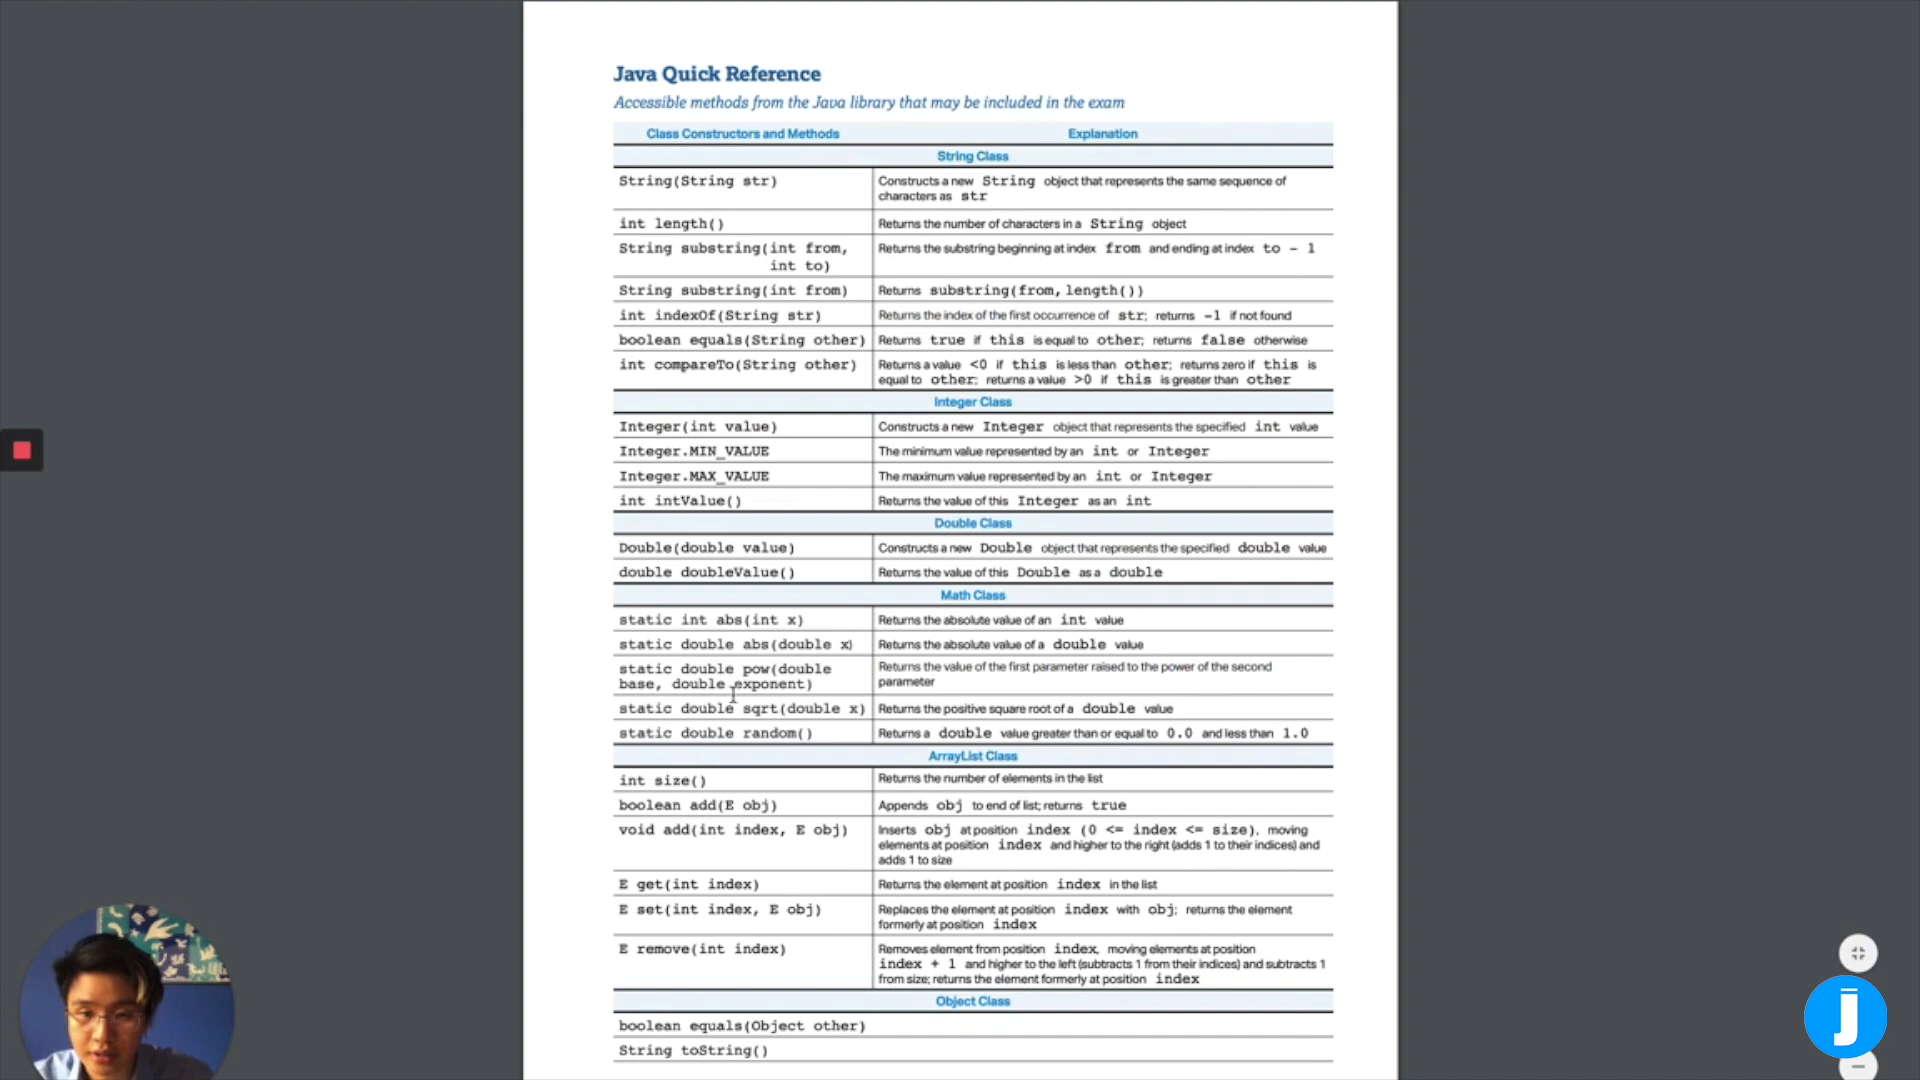 Java Quick Reference
Accessible methods from the Java library that may be included in the exam
Class Constructors and Methods Explanation
String Class
String(String str) Constructs a new String object that represents the same sequence of
characters as str
int length() Returns the number of characters in a String object
String substring(int from, Returns the substring beginning at index from and ending at index to - 1
int to)
String substring(int from) Returns substring(from, length())
int indexOf(String str) Returns the index of the first occurrence of str; returns -1 if not found
boolean equals(String other) Returns true if this is equal to other; returns false otherwise
int compareTo(String other) Returns a value <0 if this is less than other; returns zero if this is
equal to other; returns a value >0 if this is greater than other
Integer Class
Integer(int value) Constructs a new Integer object that represents the specified int value
Integer.MIN_VALUE The minimum value represented by an int or Integer
Integer.MAX_VALUE The maximum value represented by an int or Integer
int intValue() Returns the value of this Integer as an int
Double Class
Double(double value) Constructs a new Double object that represents the specified double value
double doubleValue() Returns the value of this Double as a double
Math Class
static int abs(int x) Returns the absolute value of an int value
static double abs(double x) Returns the absolute value of a double value
static double pow(double Returns the value of the first parameter raised to the power of the second
base, double exponent) parameter
static double sqrt(double x) Returns the positive square root of a double value
static double random() Returns a double value greater than or equal to 0.0 and less than 1.0
ArrayList Class
int size() Returns the number of elements in the list
boolean add(E obj) Appends obj to end of list; returns true
void add(int index, E obj) Inserts obj at position index (0 <= index <= size), moving
elements at position index and higher to the right (adds 1 to their indices) and
adds 1 to size
E get(int index) Returns the element at position index in the list
E set(int index, E obj) Replaces the element at position index with obj; returns the element
formerly at position index
E remove(int index) Removes element from position index, moving elements at position
index + 1 and higher to the left (subtracts 1 from their indices) and subtracts 1
from size; returns the element formerly at position index
Object Class
boolean equals(Object other)
String toString()
J